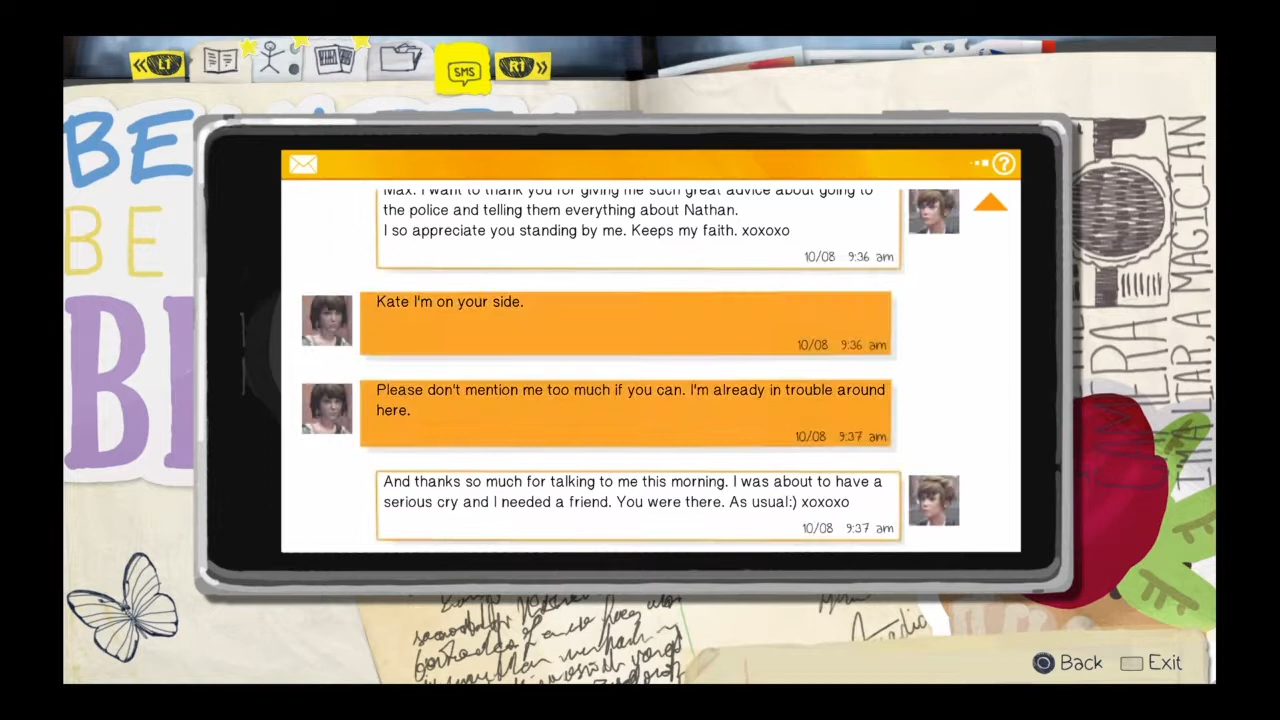 L1
SMS
R1
BE
BE
Max. I want to thank you for giving me such great advice about going to
the police and telling them everything about Nathan.
I so appreciate you standing by me. Keeps my faith. xoxoxo
10/08 9:36 am
Kate I'm on your side.
10/08 9:36 am
Please don't mention me too much if you can. I'm already in trouble around
here.
10/08 9:37 am
And thanks so much for talking to me this morning. I was about to have a
serious cry and I needed a friend. You were there. As usual:) xoxoxo
10/08 9:37 am
A MAGICIAN
Back
Exit